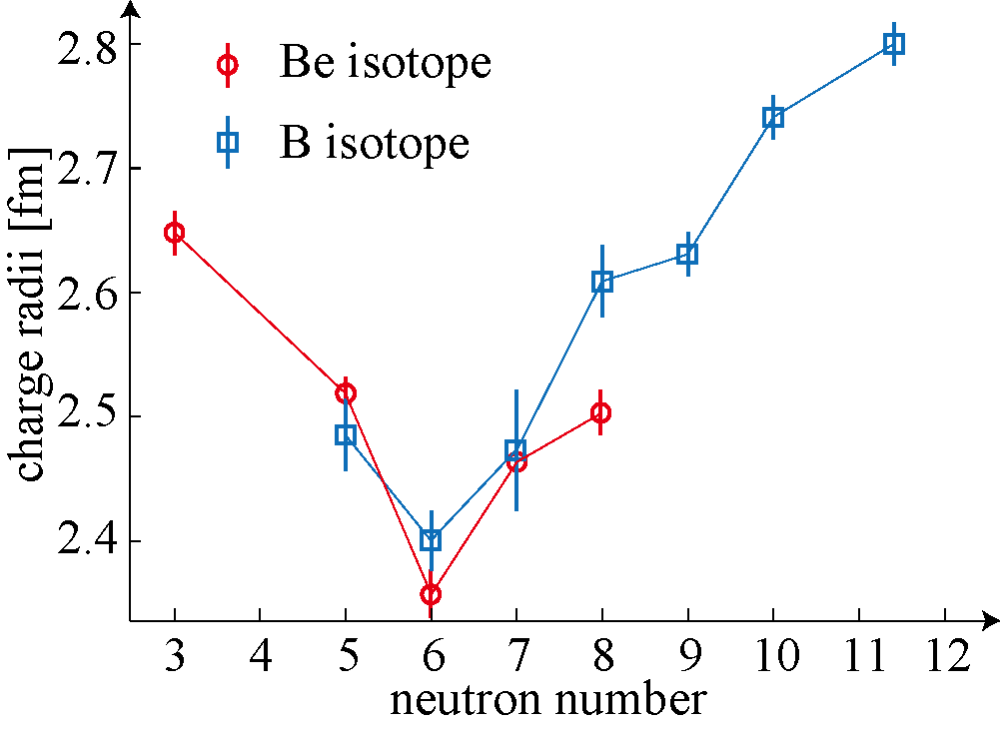 2.8
2.7
2.6
2.5
2.4
charge radii [fm]
Be isotope
B isotope
3 4 5 6 7 8 9 10 11 12
neutron number